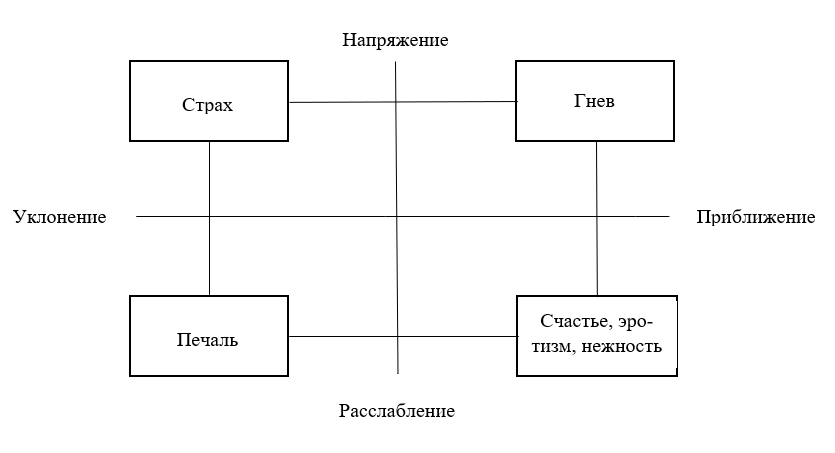 Напряжение
Страх
Гнев
Уклонение
Приближение
Печаль
Счастье, эро-
тизм, нежность
Расслабление